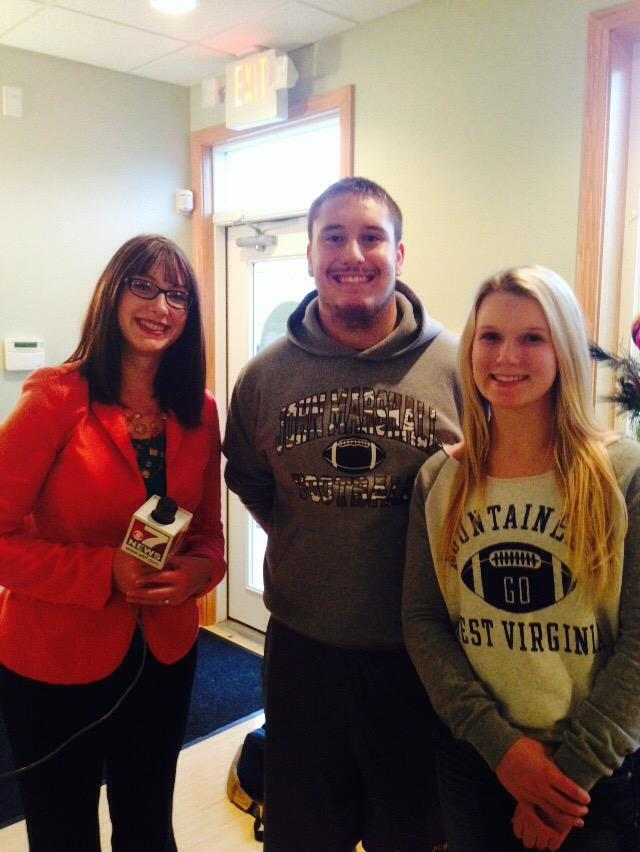 EXIT
JOHN MARSHALL
FOOTBALL
7
NEWS
MOUNTAINEERS
GO
WEST VIRGINIA